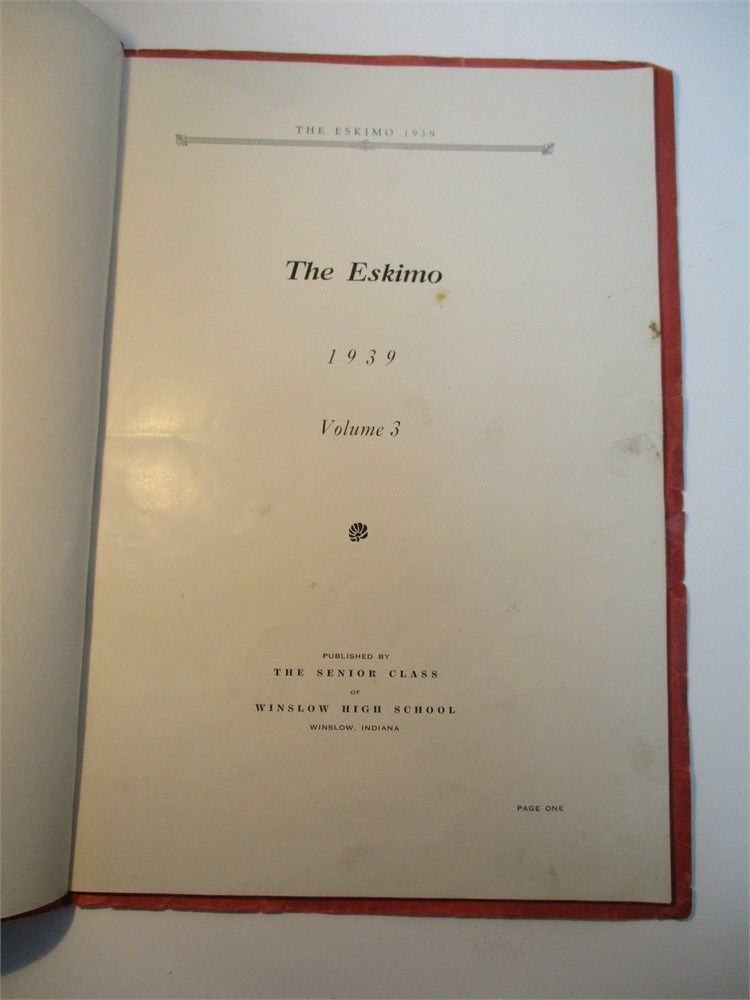 THE ESKIMO 1939
The Eskimo
1939
Volume 3
PUBLISHED BY
THE SENIOR CLASS
OF
WINSLOW HIGH SCHOOL
WINSLOW, INDIANA
PAGE ONE